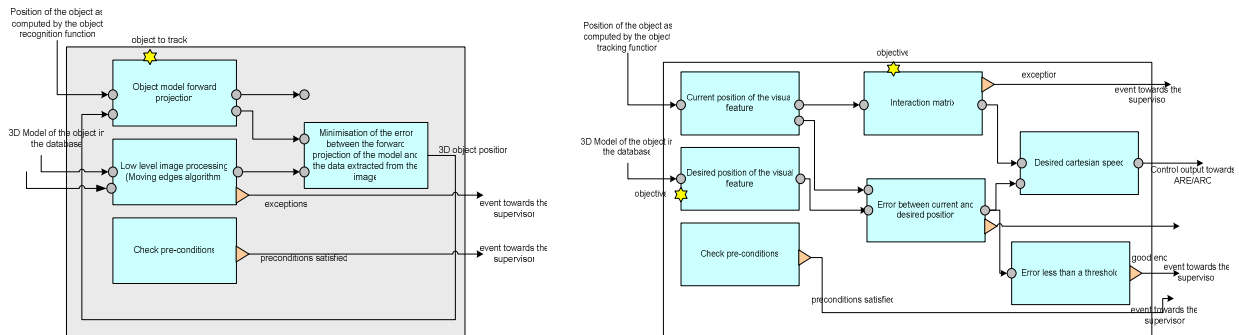 Position of the object as
computed by the object
recognition function
object to track
Object model forward
projection
3D Model of the object in
the database
Low level image processing
(Moving edges algorithm
Minimisation of the error
between the forward
projection of the model and
the data extracted from the
image
3D object position
exceptions
event towards the
supervisor
Check pre-conditions
preconditions satisfied
event towards the
supervisor
Position of the object as
computed by the object
tracking function
objective
Current position of the visual
feature
Interaction matrix
exception
event towards the
superviso
3D Model of the object in
the database
objective
Desired position of the visual
feature
Desired cartesian speed
Control output towards
ARE/ARC
Error between current and
desired position
Check pre-conditions
Error less than a threshold
good end
event towards the
superviso
preconditions satisfied
event towards the
supervisor